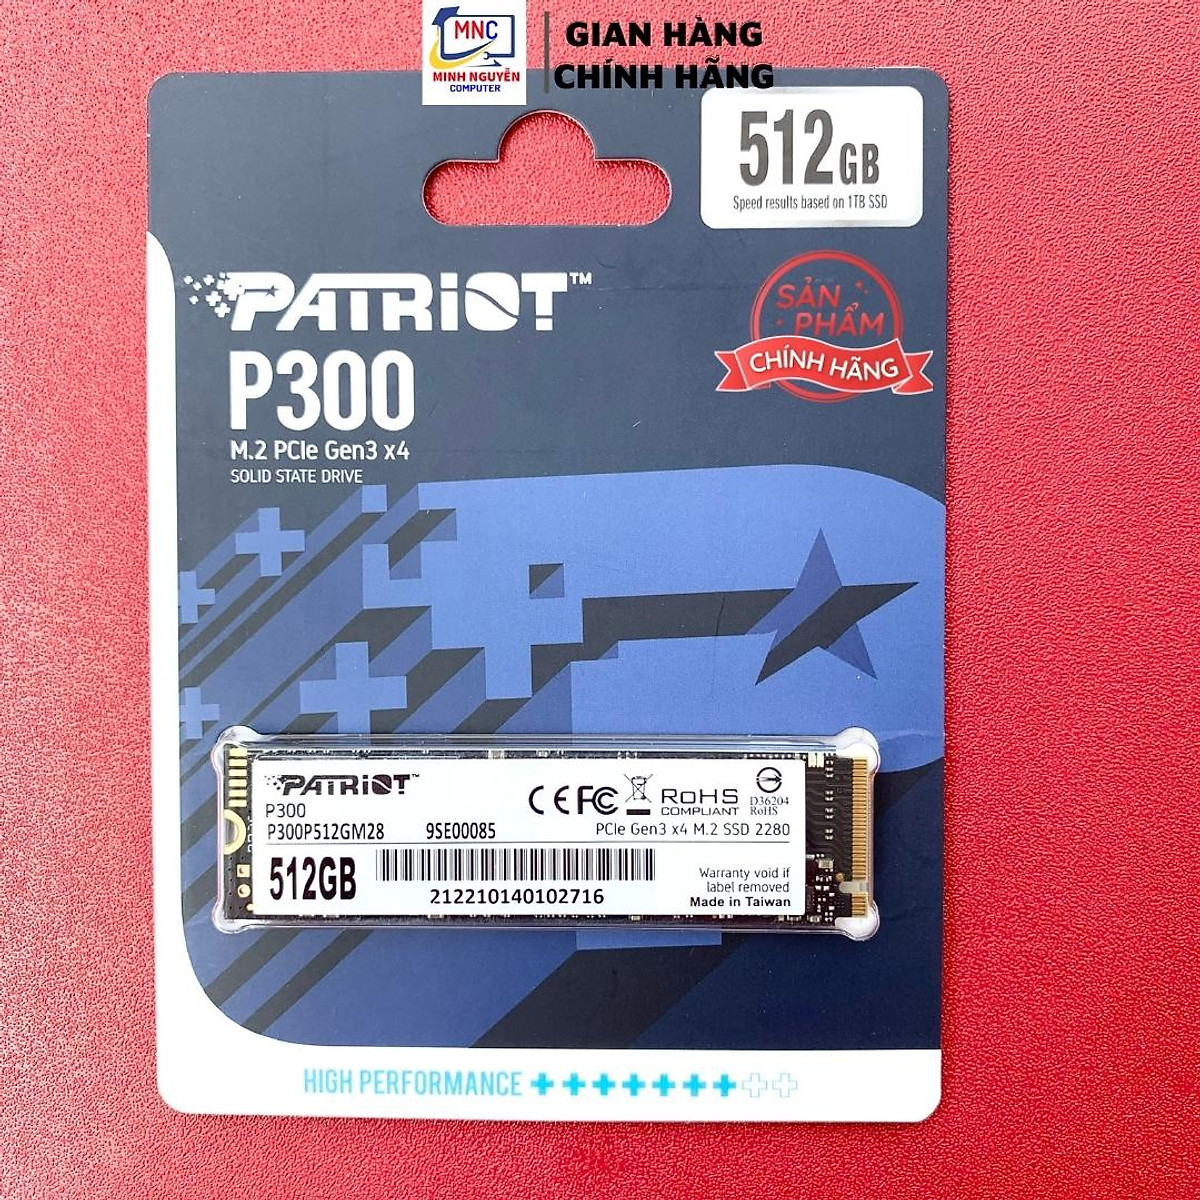 MNC
MINH NGUYỄN
COMPUTER
GIAN HÀNG
CHÍNH HÃNG
512GB
Speed results based on 1TB SSD
PATRIOT™
P300
M.2 PCIe Gen3 x4
SOLID STATE DRIVE
SẢN
PHẨM
CHÍNH HÃNG
PATRIOT™
P300
P300P512GM28 9SE00085
512GB
212210140102716
CE FC
RoHS
COMPLIANT
D36204
RoHS
PCIe Gen3 x4 M.2 SSD 2280
Warranty void if
label removed
Made in Taiwan
HIGH PERFORMANCE